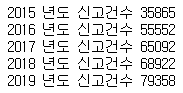 2015 년도 신고건수 35865
2016 년도 신고건수 55552
2017 년도 신고건수 65092
2018 년도 신고건수 68922
2019 년도 신고건수 79358